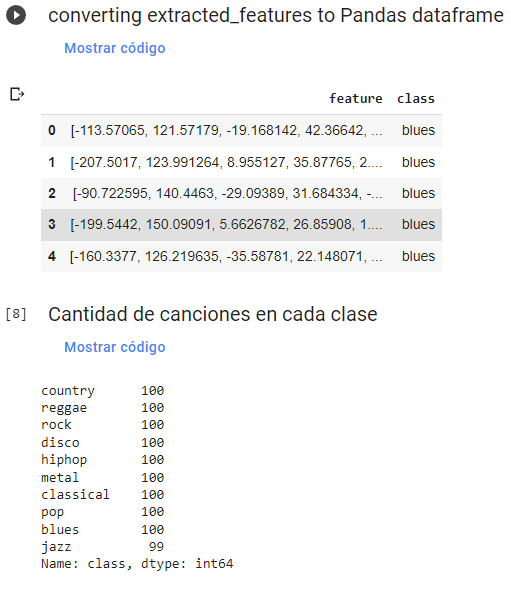 converting extracted_features to Pandas dataframe
Mostrar código
feature class
0 [-113.57065, 121.57179, -19.168142, 42.36642, ... blues
1 [-207.5017, 123.991264, 8.955127, 35.87765, 2.... blues
2 [-90.722595, 140.4463, -29.09389, 31.684334, -... blues
3 [-199.5442, 150.09091, 5.6626782, 26.85908, 1.... blues
4 [-160.3377, 126.219635, -35.58781, 22.148071, ... blues
[8] Cantidad de canciones en cada clase
Mostrar código
country 100
reggae 100
rock 100
disco 100
hiphop 100
metal 100
classical 100
pop 100
blues 100
jazz 99
Name: class, dtype: int64